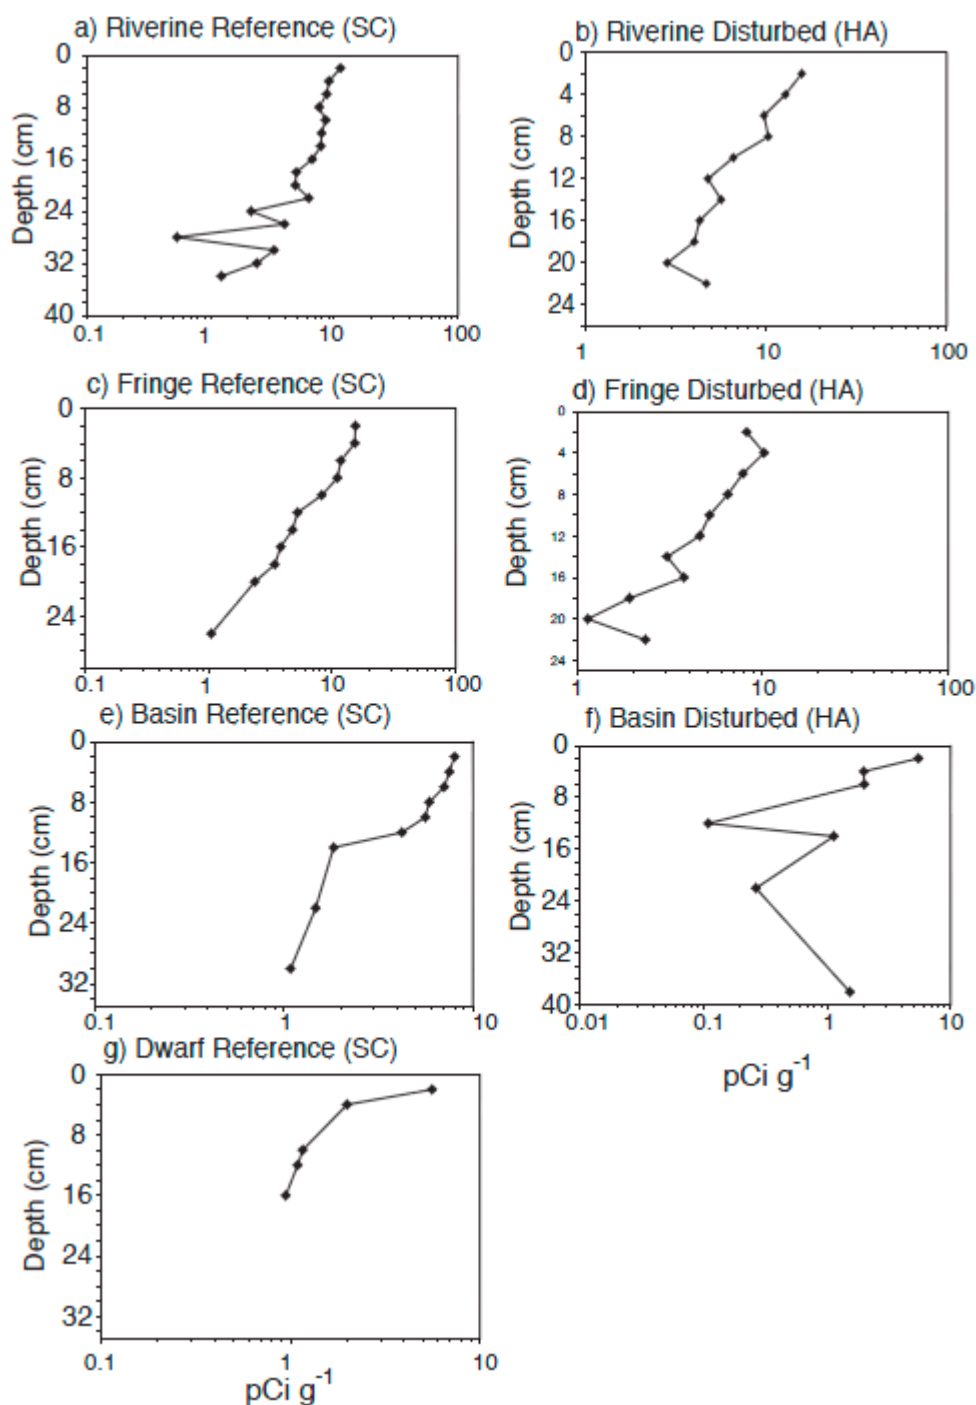 a) Riverine Reference (SC)
0
8
16
24
32
40
Depth (cm)
0.1 1 10 100
b) Riverine Disturbed (HA)
0
4
8
12
16
20
24
Depth (cm)
1 10 100
c) Fringe Reference (SC)
0
8
16
24
Depth (cm)
0.1 1 10 100
d) Fringe Disturbed (HA)
0
4
8
12
16
20
24
Depth (cm)
1 10 100
e) Basin Reference (SC)
0
8
16
24
32
Depth (cm)
0.1 1 10
f) Basin Disturbed (HA)
0
8
16
24
32
40
Depth (cm)
0.01 0.1 1 10
pCi g⁻¹
g) Dwarf Reference (SC)
0
8
16
24
32
Depth (cm)
0.1 1 10
pCi g⁻¹